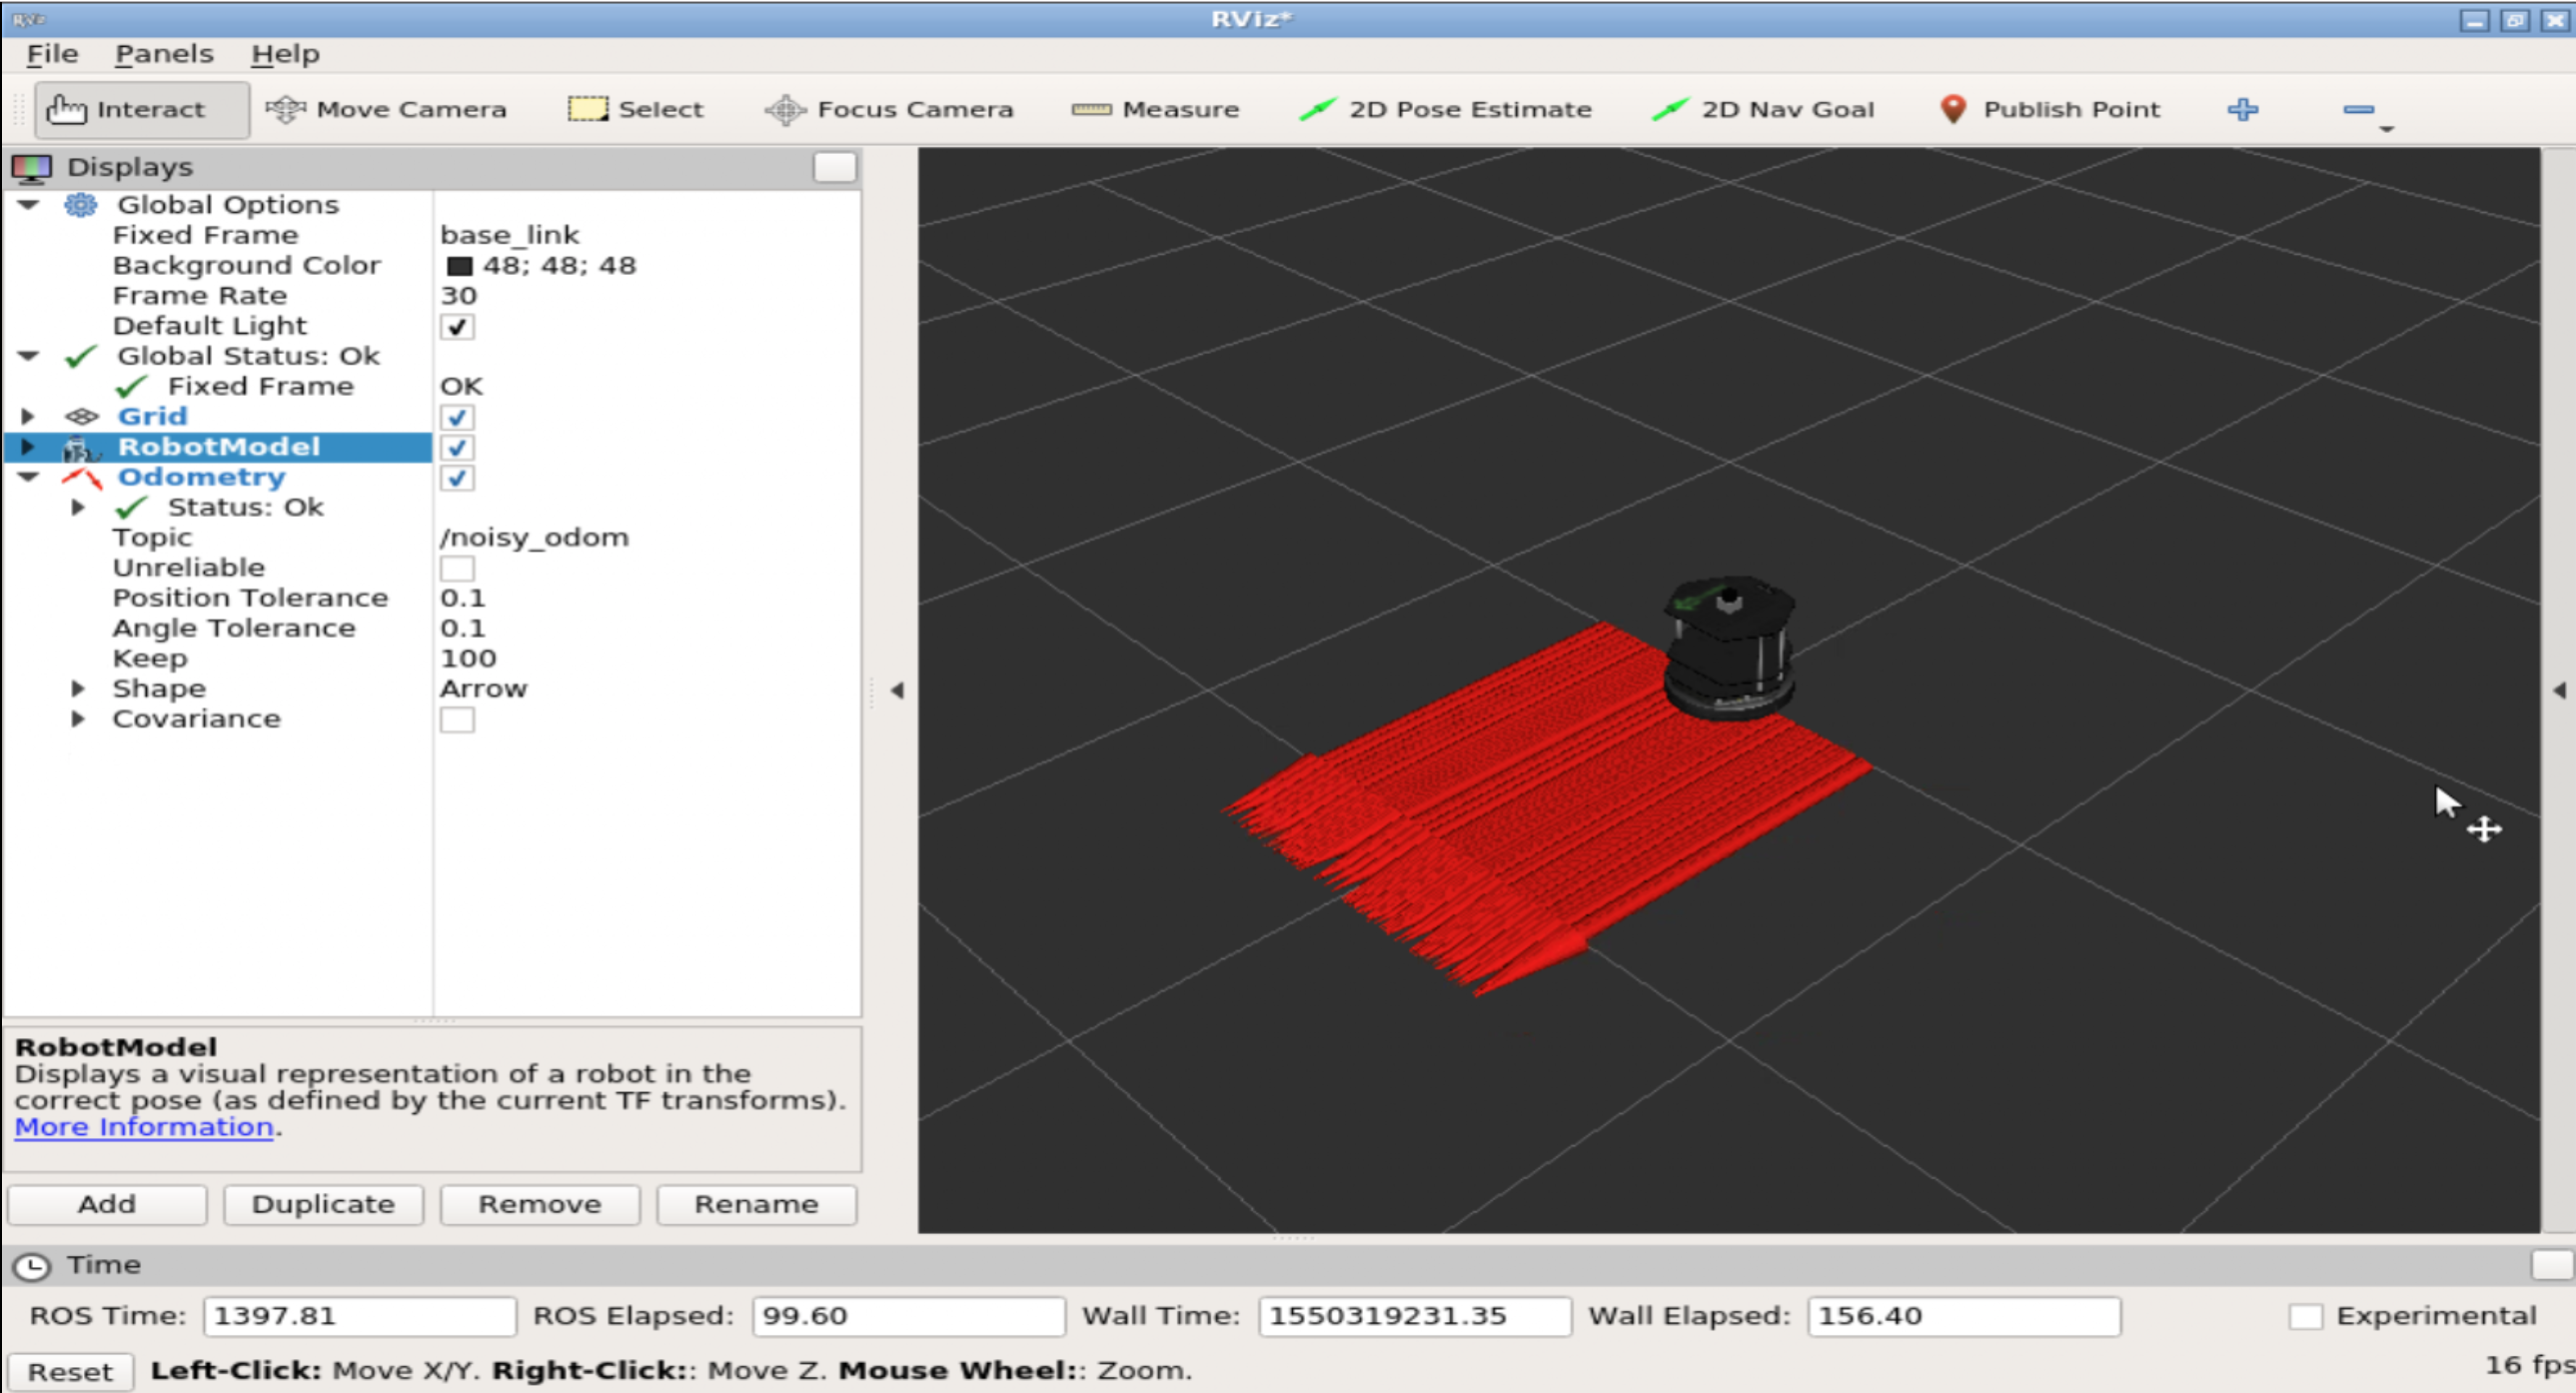 RViz RViz*
File Panels Help
Interact Move Camera Select Focus Camera Measure 2D Pose Estimate 2D Nav Goal Publish Point
Displays
Global Options
Fixed Frame base_link
Background Color 48; 48; 48
Frame Rate 30
Default Light
Global Status: Ok
Fixed Frame OK
Grid
RobotModel
Odometry
Status: Ok
Topic /noisy_odom
Unreliable
Position Tolerance 0.1
Angle Tolerance 0.1
Keep 100
Shape Arrow
Covariance
RobotModel
Displays a visual representation of a robot in the
correct pose (as defined by the current TF transforms).
More Information.
Add Duplicate Remove Rename
Time
ROS Time: 1397.81 ROS Elapsed: 99.60 Wall Time: 1550319231.35 Wall Elapsed: 156.40 Experimental
Reset Left-Click: Move X/Y. Right-Click:: Move Z. Mouse Wheel:: Zoom. 16 fps